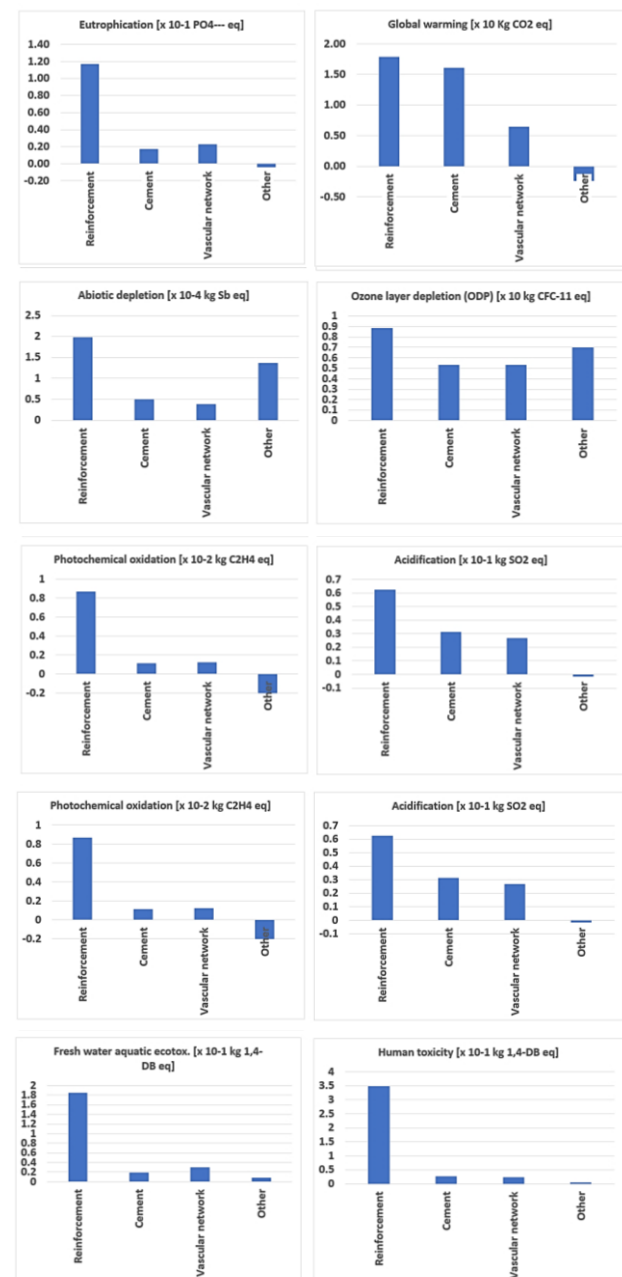 Eutrophication [x 10-1 PO4--- eq]
1.40
1.20
1.00
0.80
0.60
0.40
0.20
0.00
-0.20
Reinforcement
Cement
Vascular network
Other
Global warming [x 10 Kg CO2 eq]
2.00
1.50
1.00
0.50
0.00
-0.50
Reinforcement
Cement
Vascular network
Other
Abiotic depletion [x 10-4 kg Sb eq]
2.5
2
1.5
1
0.5
0
Reinforcement
Cement
Vascular network
Other
Ozone layer depletion (ODP) [x 10 kg CFC-11 eq]
1
0.9
0.8
0.7
0.6
0.5
0.4
0.3
0.2
0.1
0
Reinforcement
Cement
Vascular network
Other
Photochemical oxidation [x 10-2 kg C2H4 eq]
1
0.8
0.6
0.4
0.2
0
-0.2
Reinforcement
Cement
Vascular network
Other
Acidification [x 10-1 kg SO2 eq]
0.7
0.6
0.5
0.4
0.3
0.2
0.1
0
-0.1
Reinforcement
Cement
Vascular network
Other
Photochemical oxidation [x 10-2 kg C2H4 eq]
1
0.8
0.6
0.4
0.2
0
-0.2
Reinforcement
Cement
Vascular network
Other
Acidification [x 10-1 kg SO2 eq]
0.7
0.6
0.5
0.4
0.3
0.2
0.1
0
-0.1
Reinforcement
Cement
Vascular network
Other
Fresh water aquatic ecotox. [x 10-1 kg 1,4-
DB eq]
2
1.8
1.6
1.4
1.2
1
0.8
0.6
0.4
0.2
0
Reinforcement
Cement
Vascular network
Other
Human toxicity [x 10-1 kg 1,4-DB eq]
4
3.5
3
2.5
2
1.5
1
0.5
0
Reinforcement
Cement
Vascular network
Other